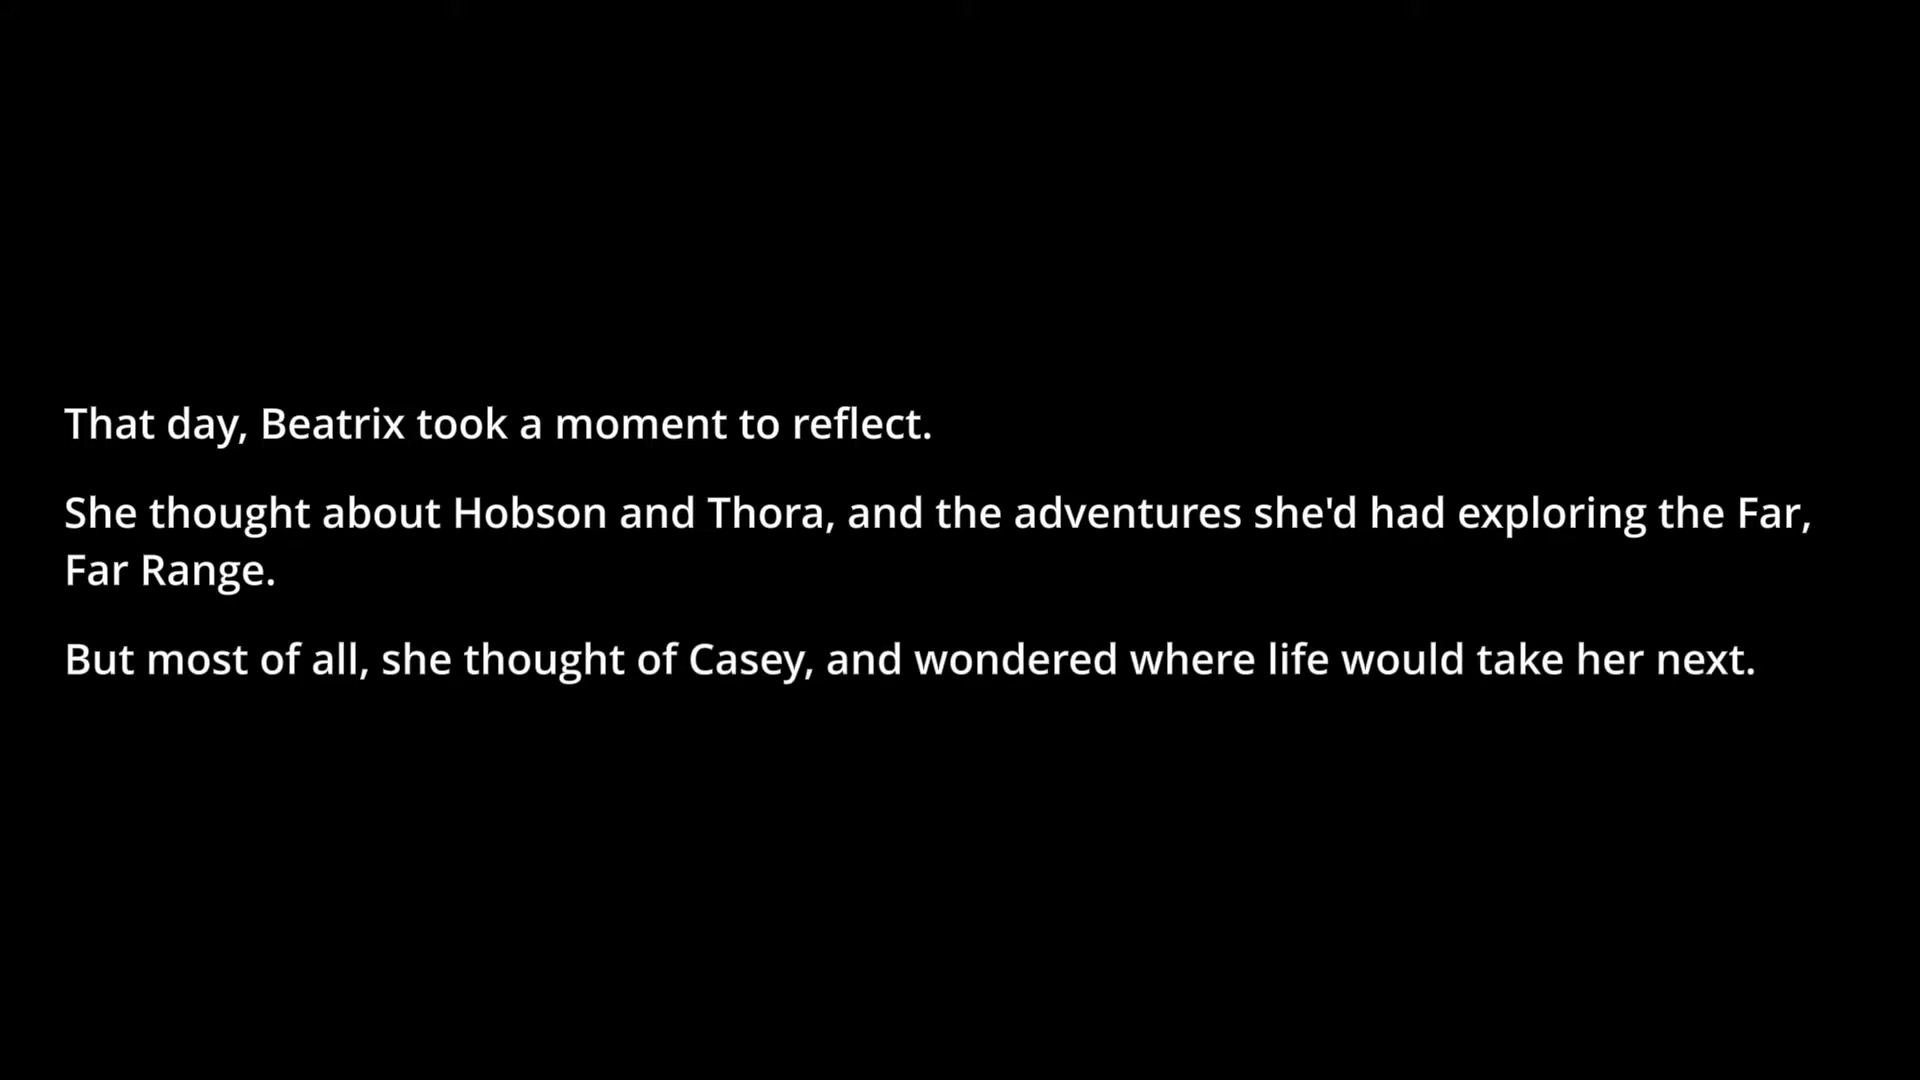 That day, Beatrix took a moment to reflect.
She thought about Hobson and Thora, and the adventures she'd had exploring the Far,
Far Range.
But most of all, she thought of Casey, and wondered where life would take her next.